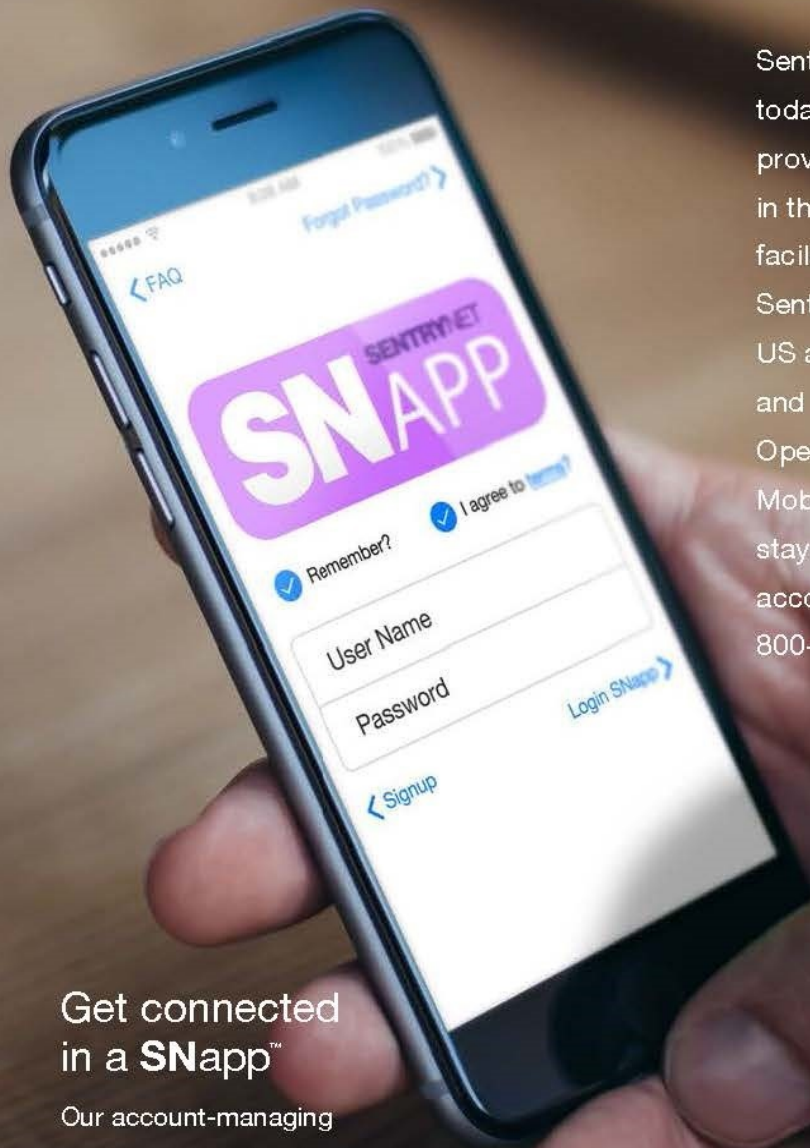 FAQ
Forgot Password?
SENTRYNET
SNAPP
Remember?
I agree to terms?
User Name
Password
Login SNapp
Signup
Get connected
in a SNapp™
Our account-managing
Sent
toda
prov
in th
facil
Sent
US a
and
Ope
Mob
stay
acco
800-